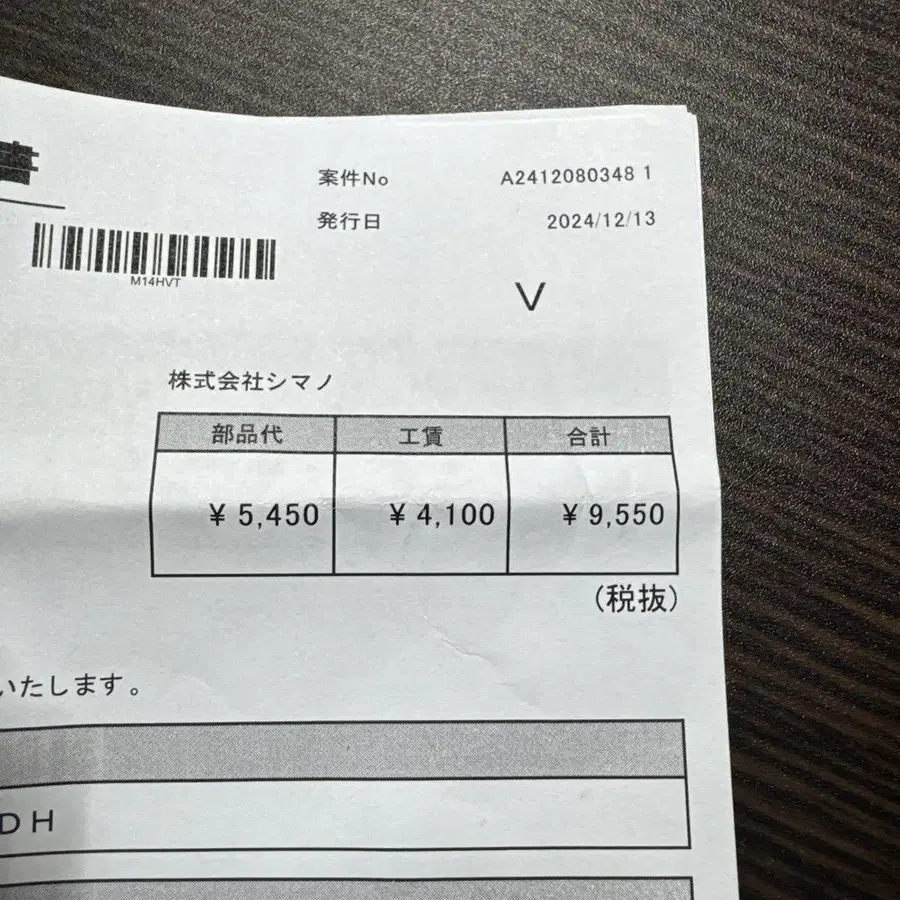 案件No A2412080348 1
発行日 2024/12/13
M14HVT
V
株式会社シマノ
部品代 工賃 合計
¥ 5,450 ¥ 4,100 ¥ 9,550
(税抜)
いたします。
DH